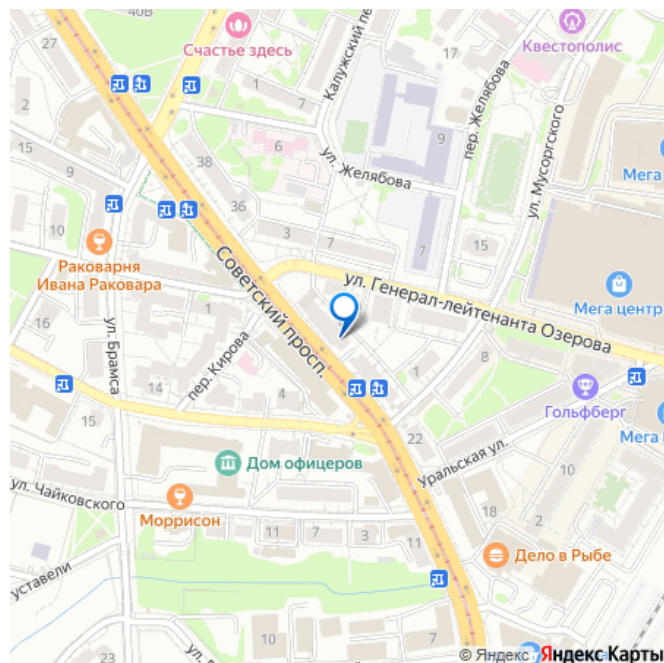 40В
27
Счастье здесь
17
Квестополис
Калужский пе
пер. Желябова
1
7
2
6
9
ул. Мусоргского
Мега
15
38
ул. Желябова
9
36
10
3
7
7
15
Раковарня
Ивана Раковара
Советский просп.
ул. Генерал-лейтенанта Озерова
Мега центр
16
ул. Брамса
пер. Кирова
8
1
14
4
Гольфберг
15
22
Мега
Дом офицеров
Уральская ул.
10
ул. Чайковского
Моррисон
11
7
3
11
18
2
Дело в Рыбе
уставели
10
7
9
© Яндекс Яндекс Карты